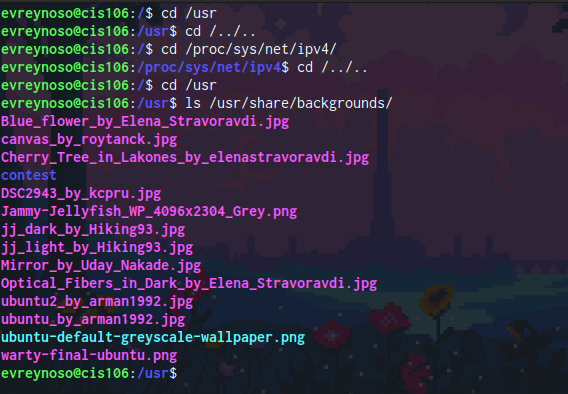 evreynoso@cis106:/$ cd /usr
evreynoso@cis106:/usr$ cd /../..
evreynoso@cis106:/$ cd /proc/sys/net/ipv4/
evreynoso@cis106:/proc/sys/net/ipv4$ cd /../..
evreynoso@cis106:/$ cd /usr
evreynoso@cis106:/usr$ ls /usr/share/backgrounds/
Blue_flower_by_Elena_Stravoravdi.jpg
canvas_by_roytanck.jpg
Cherry_Tree_in_Lakones_by_elenastravoravdi.jpg
contest
DSC2943_by_kcpru.jpg
Jammy-Jellyfish_WP_4096x2304_Grey.png
jj_dark_by_Hiking93.jpg
jj_light_by_Hiking93.jpg
Mirror_by_Uday_Nakade.jpg
Optical_Fibers_in_Dark_by_Elena_Stravoravdi.jpg
ubuntu2_by_arman1992.jpg
ubuntu_by_arman1992.jpg
ubuntu-default-greyscale-wallpaper.png
warty-final-ubuntu.png
evreynoso@cis106:/usr$